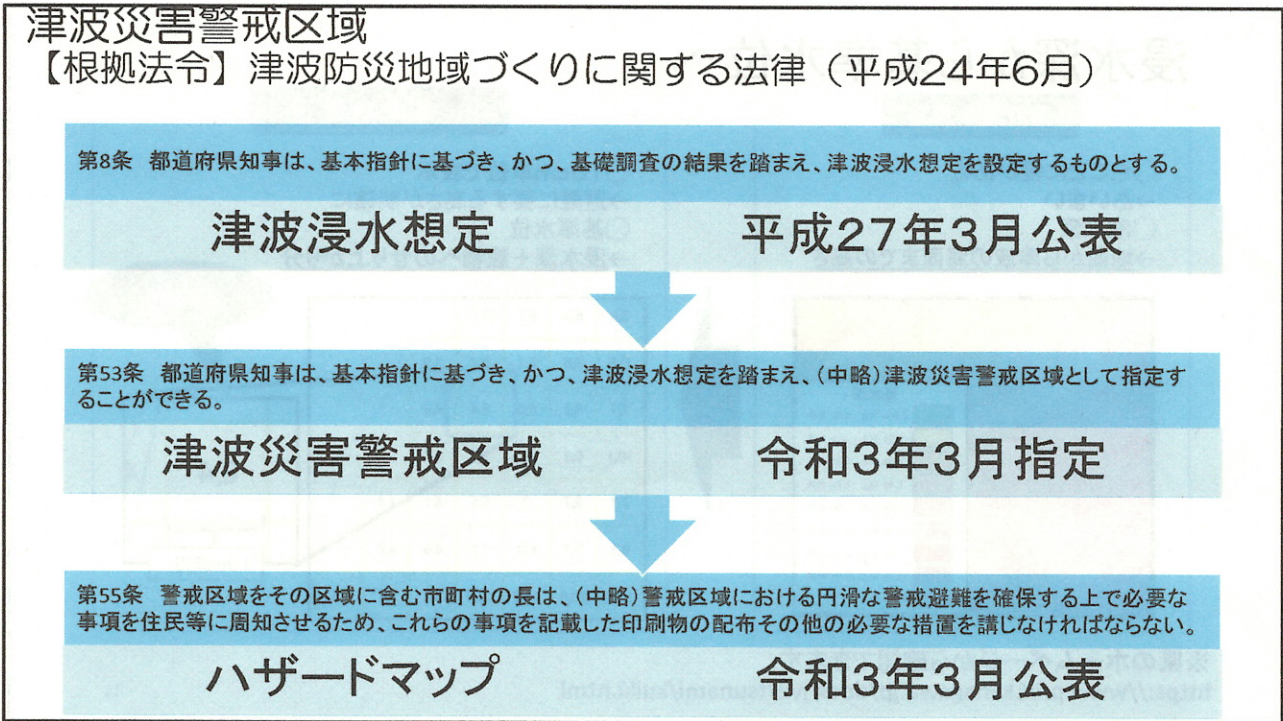 津波災害警戒区域
【根拠法令】津波防災地域づくりに関する法律（平成24年6月）
第8条 都道府県知事は、基本指針に基づき、かつ、基礎調査の結果を踏まえ、津波浸水想定を設定するものとする。
津波浸水想定 平成27年3月公表
第53条 都道府県知事は、基本指針に基づき、かつ、津波浸水想定を踏まえ、（中略）津波災害警戒区域として指定す
ることができる。
津波災害警戒区域 令和3年3月指定
第55条 警戒区域をその区域に含む市町村の長は、（中略）警戒区域における円滑な警戒避難を確保する上で必要な
事項を住民等に周知させるため、これらの事項を記載した印刷物の配布その他の必要な措置を講じなければならない。
ハザードマップ 令和3年3月公表